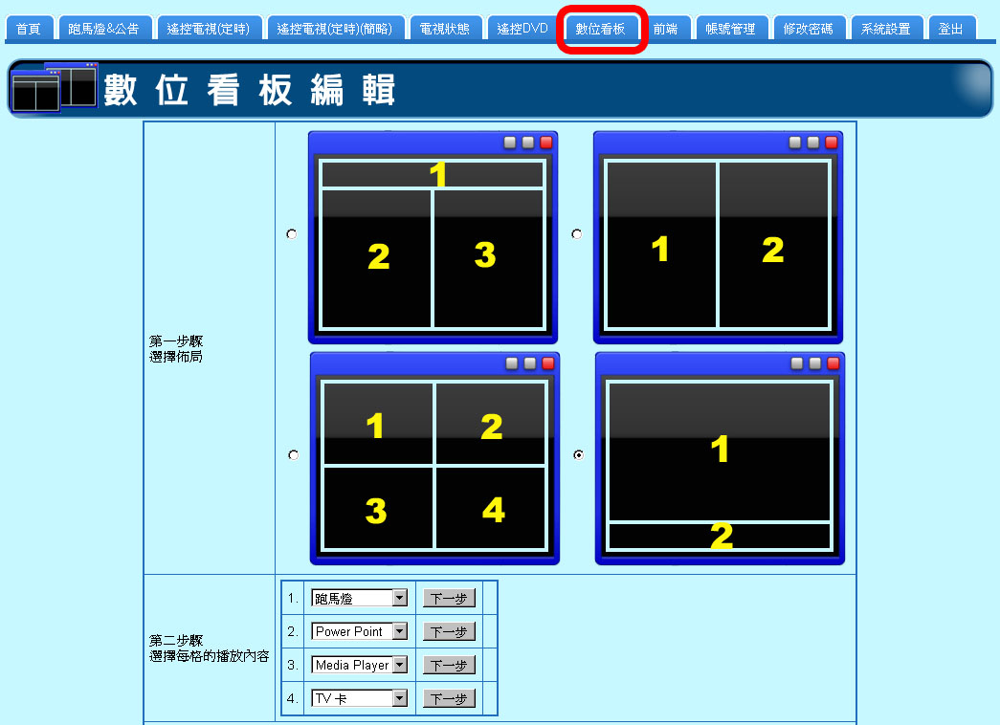 首頁 跑馬燈&公告 遙控電視(定時) 遙控電視(定時)(簡略) 電視狀態 遙控DVD 數位看板 前端 帳號管理 修改密碼 系統設置 登出
數位看板編輯
1
2 3
1 2
第一步驟
選擇佈局
1 2
3 4
1
2
第二步驟
選擇每格的播放內容
1. 跑馬燈 下一步
2. Power Point 下一步
3. Media Player 下一步
4. TV 卡 下一步